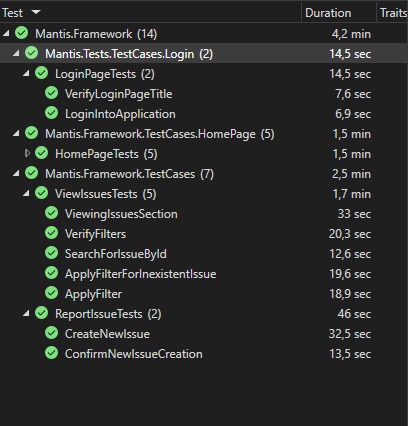 Test Duration Traits
Mantis.Framework (14) 4,2 min
Mantis.Tests.TestCases.Login (2) 14,5 sec
LoginPageTests (2) 14,5 sec
VerifyLoginPageTitle 7,6 sec
LoginIntoApplication 6,9 sec
Mantis.Framework.TestCases.HomePage (5) 1,5 min
HomePageTests (5) 1,5 min
Mantis.Framework.TestCases (7) 2,5 min
ViewIssuesTests (5) 1,7 min
ViewingIssuesSection 33 sec
VerifyFilters 20,3 sec
SearchForIssueById 12,6 sec
ApplyFilterForInexistentIssue 19,6 sec
ApplyFilter 18,9 sec
ReportIssueTests (2) 46 sec
CreateNewIssue 32,5 sec
ConfirmNewIssueCreation 13,5 sec